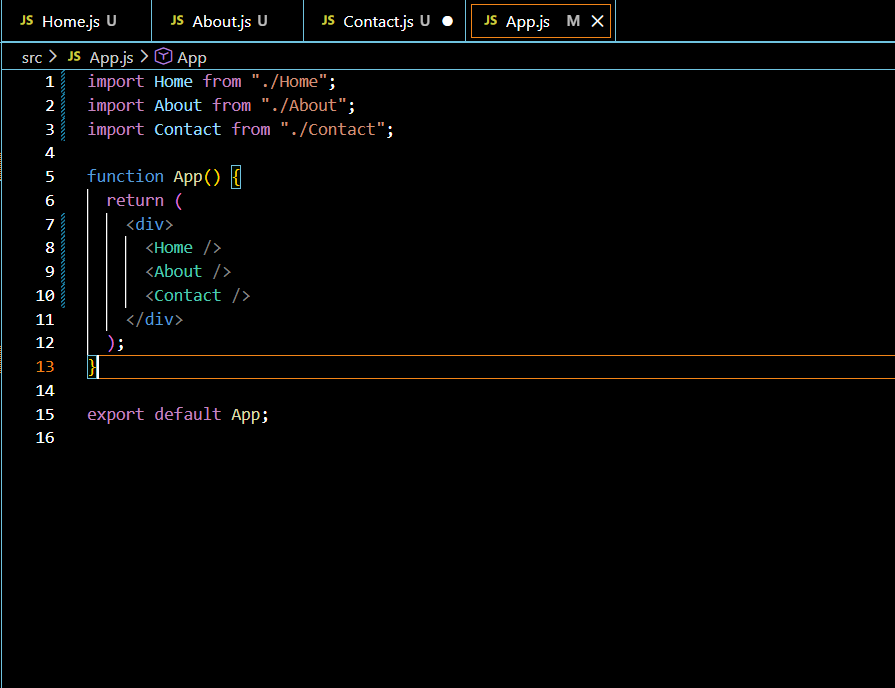 JS Home.js U JS About.js U JS Contact.js U JS App.js M
src > JS App.js > App
1 import Home from "./Home";
2 import About from "./About";
3 import Contact from "./Contact";
4
5 function App() {
6   return (
7     <div>
8       <Home />
9       <About />
10       <Contact />
11     </div>
12   );
13 }
14
15 export default App;
16